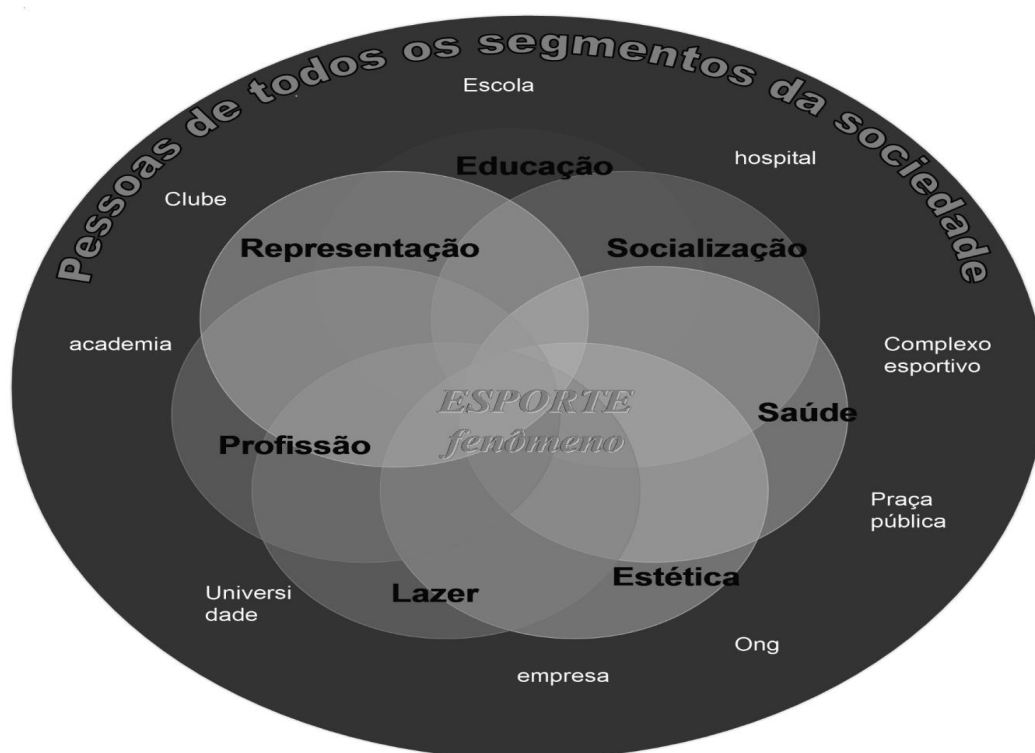 Pessoas de todos os segmentos da sociedade
Escola
Educação
hospital
Clube
Representação
Socialização
academia
Complexo
esportivo
ESPORTE
fenômeno
Saúde
Profissão
Praça
pública
Estética
Lazer
Universi
dade
Ong
empresa